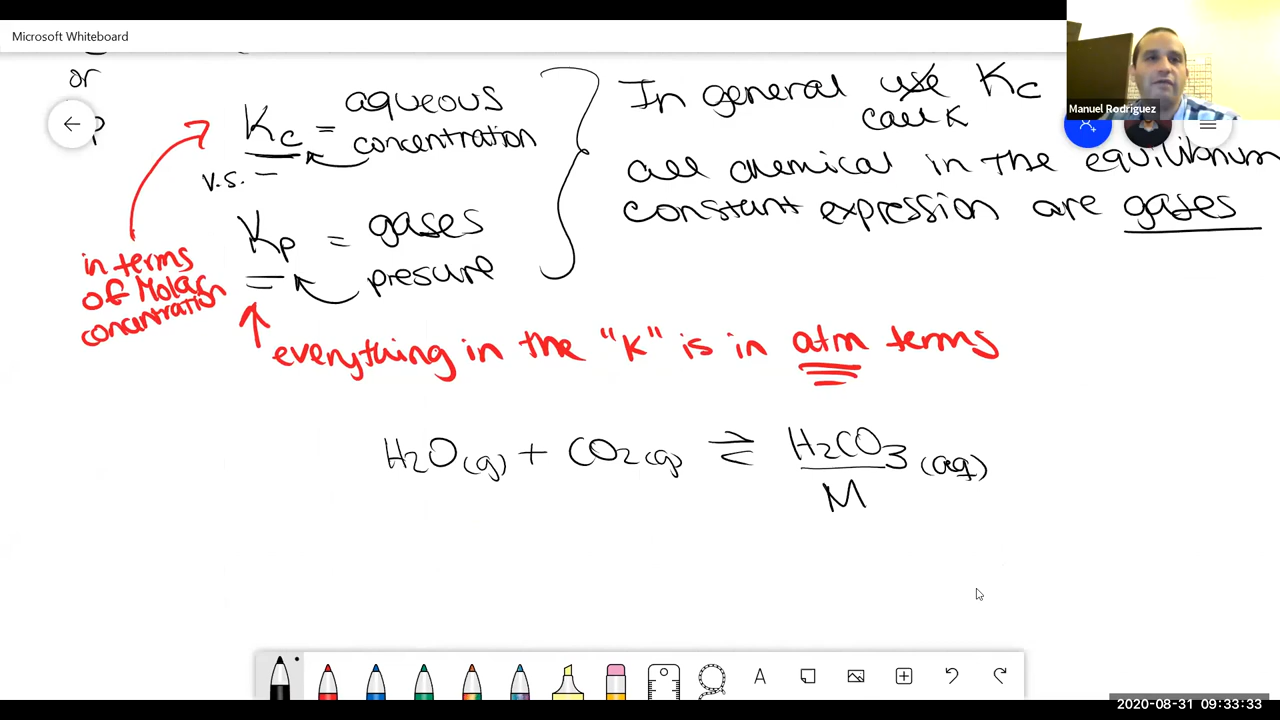 Microsoft Whiteboard
or
Kc = aqueous
concentration
v.s.
Kp = gases
presure
in terms
of Molar
concentration
In general use Kc
call K
all chemical in the equilibrium
constant expression are gases
everything in the "K" is in atm terms
H2O(g) + CO2(g) ⇌ H2CO3(aq)
M
Manuel Rodriguez
A
2020-08-31 09:33:33